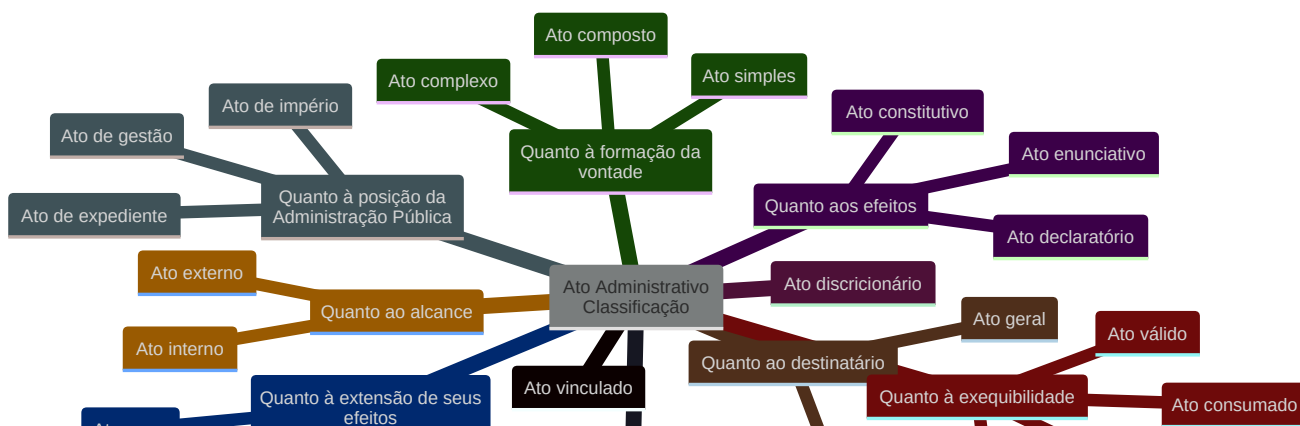 Ato composto
Ato complexo
Ato simples
Ato de império
Ato constitutivo
Ato de gestão
Quanto à formação da
vontade
Ato enunciativo
Quanto à posição da
Administração Pública
Quanto aos efeitos
Ato de expediente
Ato declaratório
Ato externo
Ato Administrativo
Classificação
Ato discricionário
Quanto ao alcance
Ato geral
Ato interno
Ato válido
Quanto ao destinatário
Ato vinculado
Quanto à extensão de seus
efeitos
Quanto à exequibilidade
Ato consumado